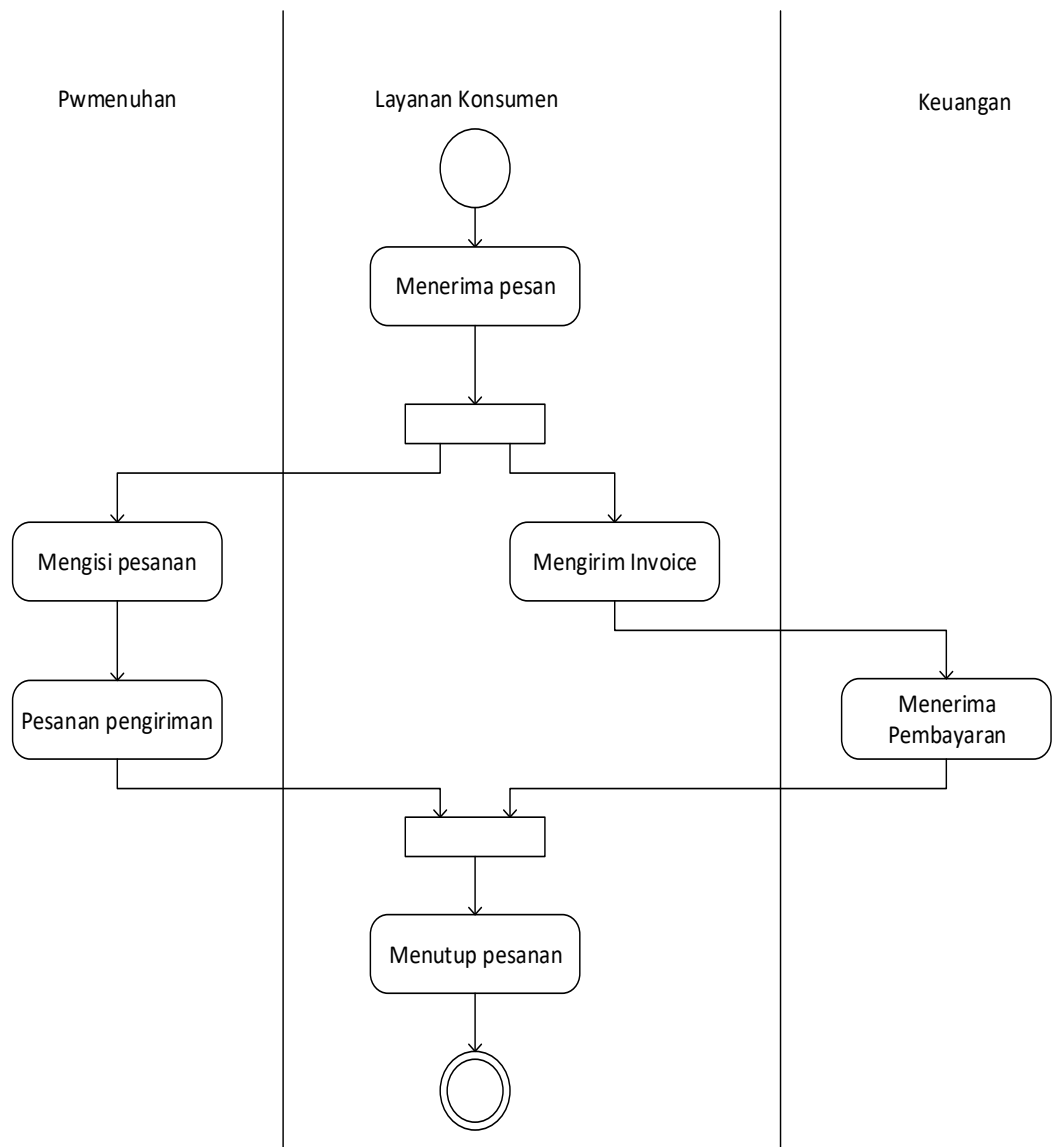 Pwmenuhan
Layanan Konsumen
Keuangan
Menerima pesan
Mengisi pesanan
Mengirim Invoice
Pesanan pengiriman
Menerima
Pembayaran
Menutup pesanan